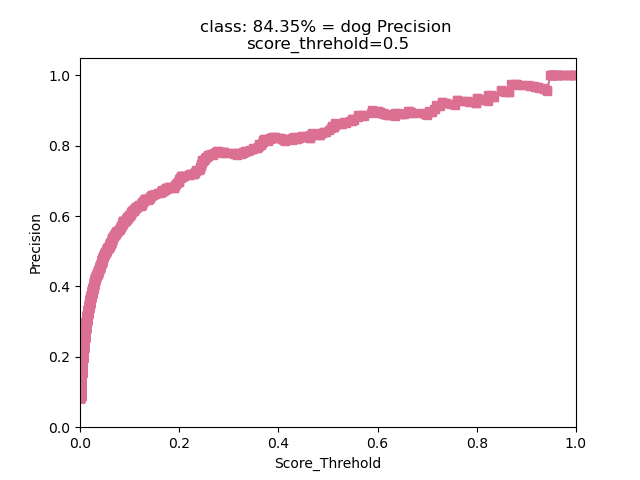 class: 84.35% = dog Precision
score_threhold=0.5
Precision
1.0
0.8
0.6
0.4
0.2
0.0
0.0 0.2 0.4 0.6 0.8 1.0
Score_Threhold